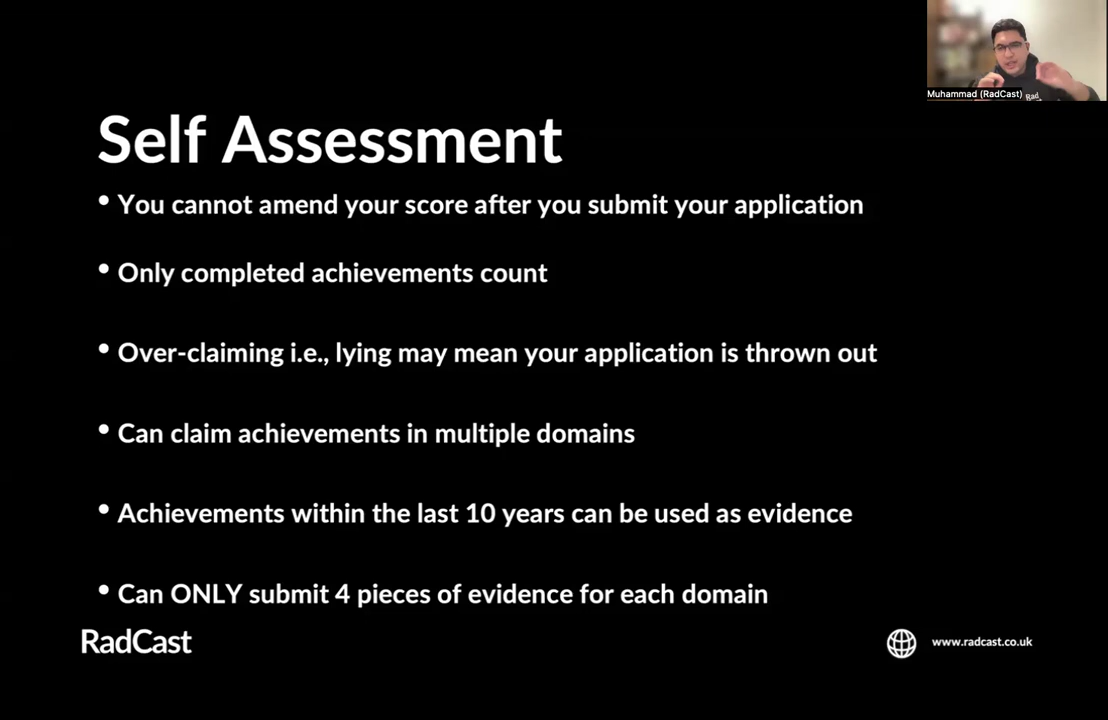 Muhammad (RadCast)
Rad
Self Assessment
• You cannot amend your score after you submit your application
• Only completed achievements count
• Over-claiming i.e., lying may mean your application is thrown out
• Can claim achievements in multiple domains
• Achievements within the last 10 years can be used as evidence
• Can ONLY submit 4 pieces of evidence for each domain
RadCast
www.radcast.co.uk